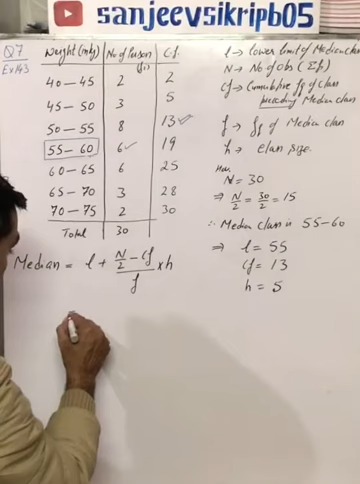 sanjeevsikripb05
Q7
Ex 14.3
Weight (in kg) No of Person (fi) C.f.
40 – 45 2 2
45 – 50 3 5
50 – 55 8 13
55 – 60 6 19
60 – 65 6 25
65 – 70 3 28
70 – 75 2 30
Total 30
Median = l + (N/2 – Cf)/f × h
l → Lower limit of Median class
N → No of obs (Σfi)
Cf → Cumulative fq of class
preceding Median class
f → fq of Median class
h → class size.
N = 30
⇒ N/2 = 30/2 = 15
∴ Median class is 55–60
⇒ l = 55
Cf = 13
h = 5